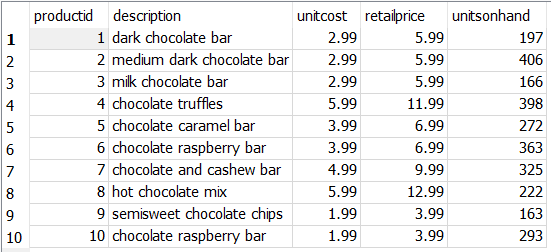 productid description unitcost retailprice unitsonhand
1 1 dark chocolate bar 2.99 5.99 197
2 2 medium dark chocolate bar 2.99 5.99 406
3 3 milk chocolate bar 2.99 5.99 166
4 4 chocolate truffles 5.99 11.99 398
5 5 chocolate caramel bar 3.99 6.99 272
6 6 chocolate raspberry bar 3.99 6.99 363
7 7 chocolate and cashew bar 4.99 9.99 325
8 8 hot chocolate mix 5.99 12.99 222
9 9 semisweet chocolate chips 1.99 3.99 163
10 10 chocolate raspberry bar 1.99 3.99 293